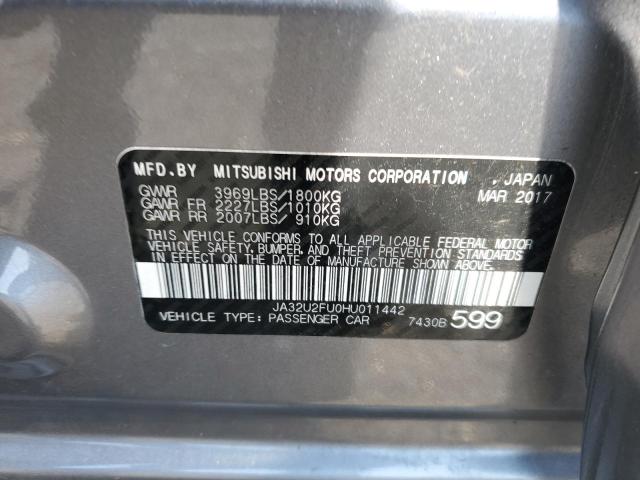 MFD.BY MITSUBISHI MOTORS CORPORATION . JAPAN
GVWR 3969LBS/1800KG MAR 2017
GAWR FR 2227LBS/1010KG
GAWR RR 2007LBS/ 910KG
THIS VEHICLE CONFORMS TO ALL APPLICABLE FEDERAL MOTOR
VEHICLE SAFETY, BUMPER, AND THEFT PREVENTION STANDARDS
IN EFFECT ON THE DATE OF MANUFACTURE SHOWN ABOVE.
JA32U2FU0HU011442
VEHICLE TYPE: PASSENGER CAR 7430B 599